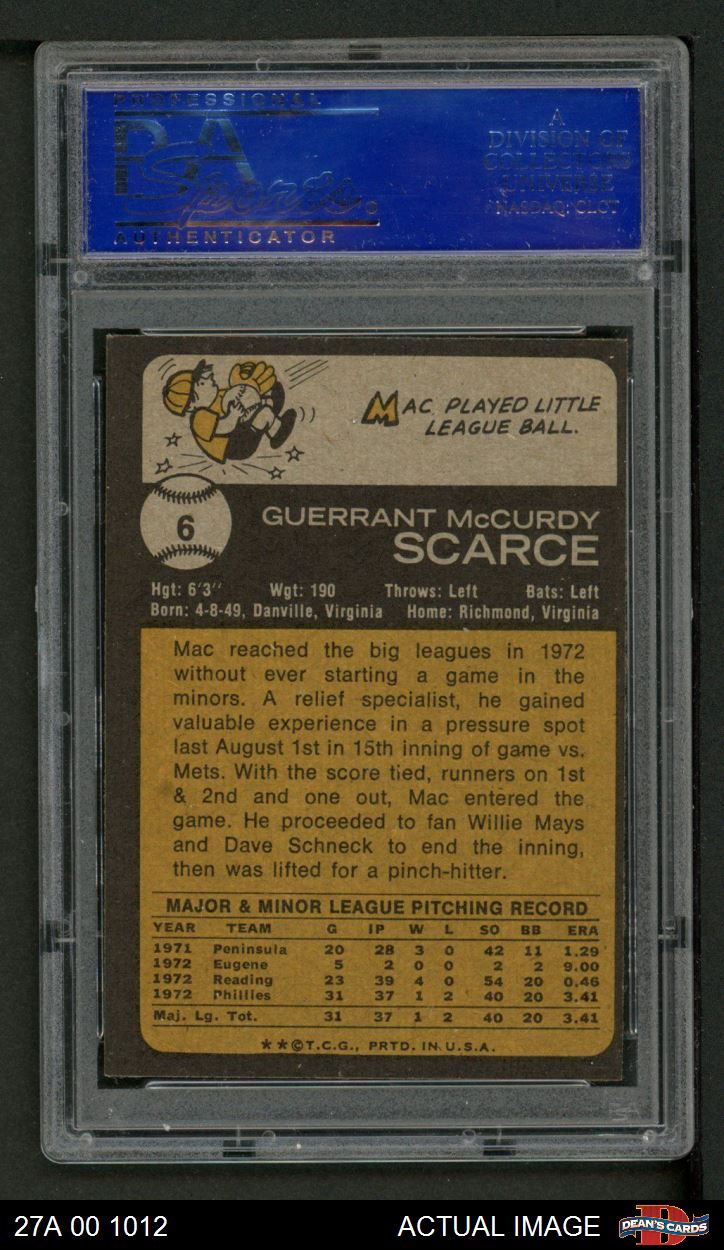 PROFESSIONAL
PSA
Sports
AUTHENTICATOR
A
DIVISION OF
COLLECTORS
UNIVERSE
NASDAQ: CLCT
MAC PLAYED LITTLE
LEAGUE BALL.
6
GUERRANT McCURDY
SCARCE
Hgt: 6'3" Wgt: 190 Throws: Left Bats: Left
Born: 4-8-49, Danville, Virginia Home: Richmond, Virginia
Mac reached the big leagues in 1972
without ever starting a game in the
minors. A relief specialist, he gained
valuable experience in a pressure spot
last August 1st in 15th inning of game vs.
Mets. With the score tied, runners on 1st
& 2nd and one out, Mac entered the
game. He proceeded to fan Willie Mays
and Dave Schneck to end the inning,
then was lifted for a pinch-hitter.
MAJOR & MINOR LEAGUE PITCHING RECORD
YEAR TEAM G IP W L SO BB ERA
1971 Peninsula 20 28 3 0 42 11 1.29
1972 Eugene 5 2 0 0 2 2 9.00
1972 Reading 23 39 4 0 54 20 0.46
1972 Phillies 31 37 1 2 40 20 3.41
Maj. Lg. Tot. 31 37 1 2 40 20 3.41
**©T.C.G., PRTD. IN U.S.A.
27A 00 1012
ACTUAL IMAGE
D
DEAN'S CARDS